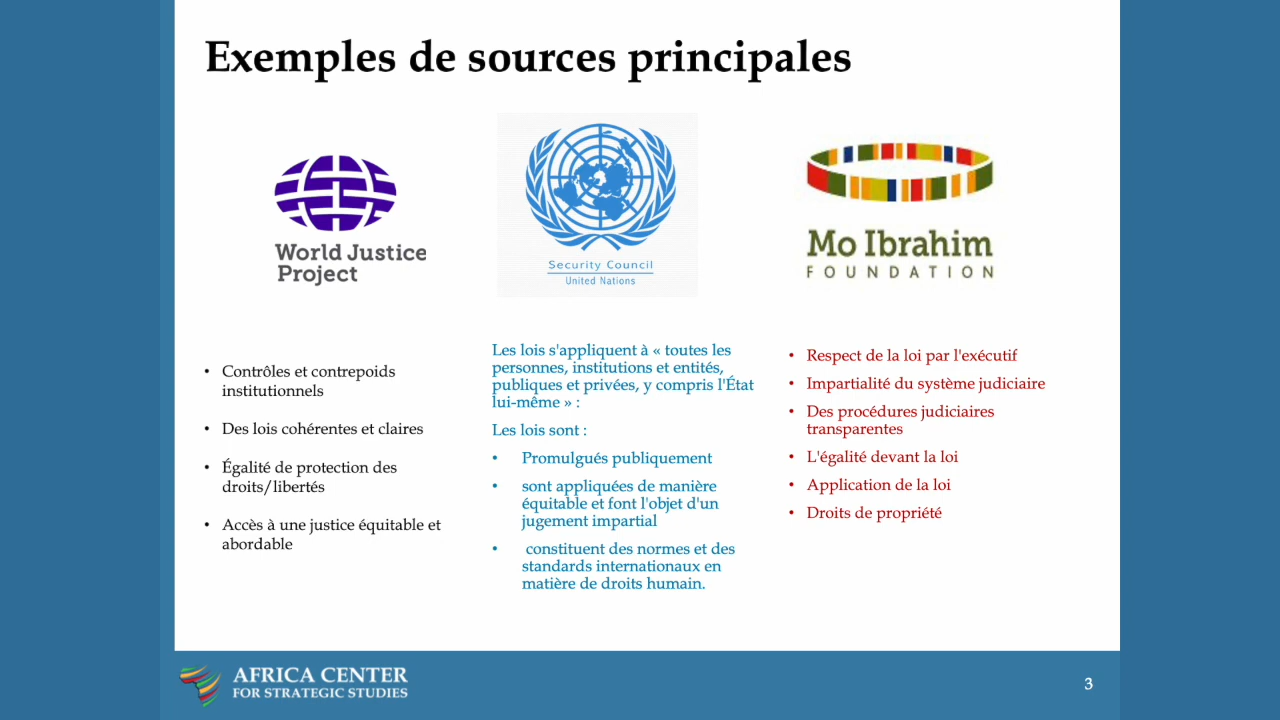 Exemples de sources principales
World Justice
Project
Security Council
United Nations
Mo Ibrahim
FOUNDATION
• Contrôles et contrepoids
institutionnels
• Des lois cohérentes et claires
• Égalité de protection des
droits/libertés
• Accès à une justice équitable et
abordable
Les lois s'appliquent à « toutes les
personnes, institutions et entités,
publiques et privées, y compris l'État
lui-même » :
Les lois sont :
• Promulgués publiquement
• sont appliquées de manière
équitable et font l'objet d'un
jugement impartial
• constituent des normes et des
standards internationaux en
matière de droits humain.
• Respect de la loi par l'exécutif
• Impartialité du système judiciaire
• Des procédures judiciaires
transparentes
• L'égalité devant la loi
• Application de la loi
• Droits de propriété
AFRICA CENTER
FOR STRATEGIC STUDIES
3